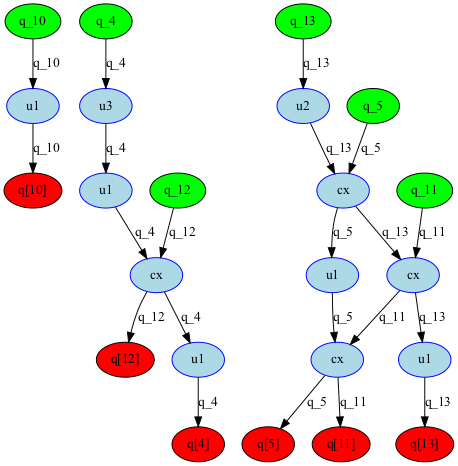 q_10 q_4 q_13
q_10 q_4 q_13
u1 u3 u2 q_5
q_10 q_4 q_13 q_5
q[10] u1 q_12 cx q_11
q_4 q_12 q_5 q_13 q_11
cx u1 cx
q_12 q_4 q_5 q_11 q_13
q[12] u1 cx u1
q_4 q_5 q_11 q_13
q[4] q[5] q[11] q[13]